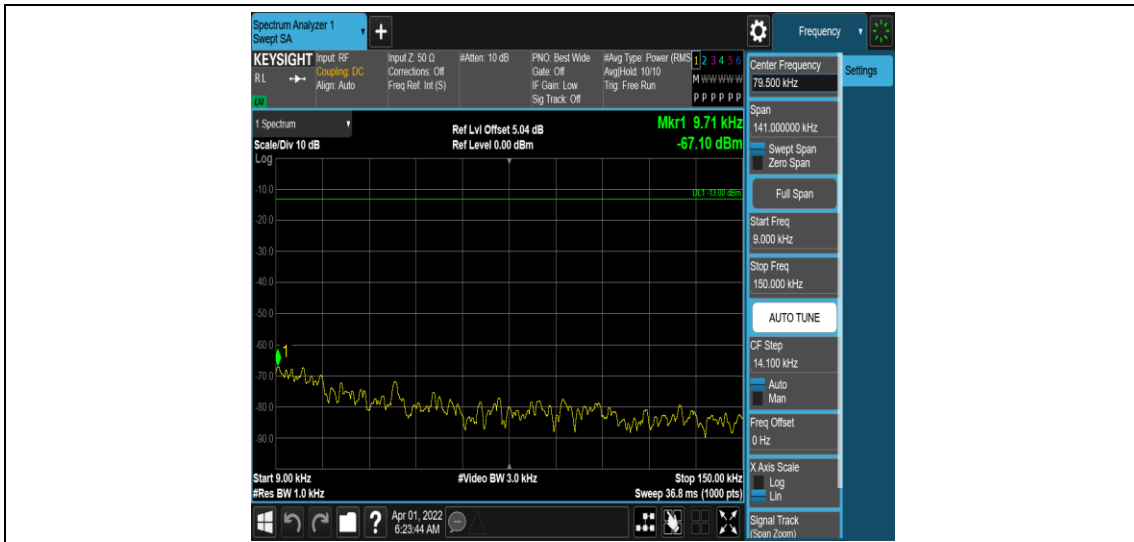 Spectrum Analyzer 1
Swept SA
+
Frequency
KEYSIGHT
RL
LXI
Input: RF
Coupling: DC
Align: Auto
Input Z: 50 Ω
Corrections: Off
Freq Ref: Int (S)
#Atten: 10 dB
PNO: Best Wide
Gate: Off
IF Gain: Low
Sig Track: Off
#Avg Type: Power (RMS
Avg|Hold: 10/10
Trig: Free Run
1 2 3 4 5 6
M W W W W W
P P P P P P
Center Frequency
79.500 kHz
Settings
Span
141.000000 kHz
Swept Span
Zero Span
Full Span
Start Freq
9.000 kHz
Stop Freq
150.000 kHz
AUTO TUNE
CF Step
14.100 kHz
Auto
Man
Freq Offset
0 Hz
X Axis Scale
Log
Lin
Signal Track
(Span Zoom)
1 Spectrum
Scale/Div 10 dB
Log
Ref Lvl Offset 5.04 dB
Ref Level 0.00 dBm
Mkr1 9.71 kHz
-67.10 dBm
DL1 -13.00 dBm
-10.0
-20.0
-30.0
-40.0
-50.0
-60.0
1
-70.0
-80.0
-90.0
Start 9.00 kHz
#Res BW 1.0 kHz
#Video BW 3.0 kHz
Stop 150.00 kHz
Sweep 36.8 ms (1000 pts)
?
Apr 01, 2022
6:23:44 AM